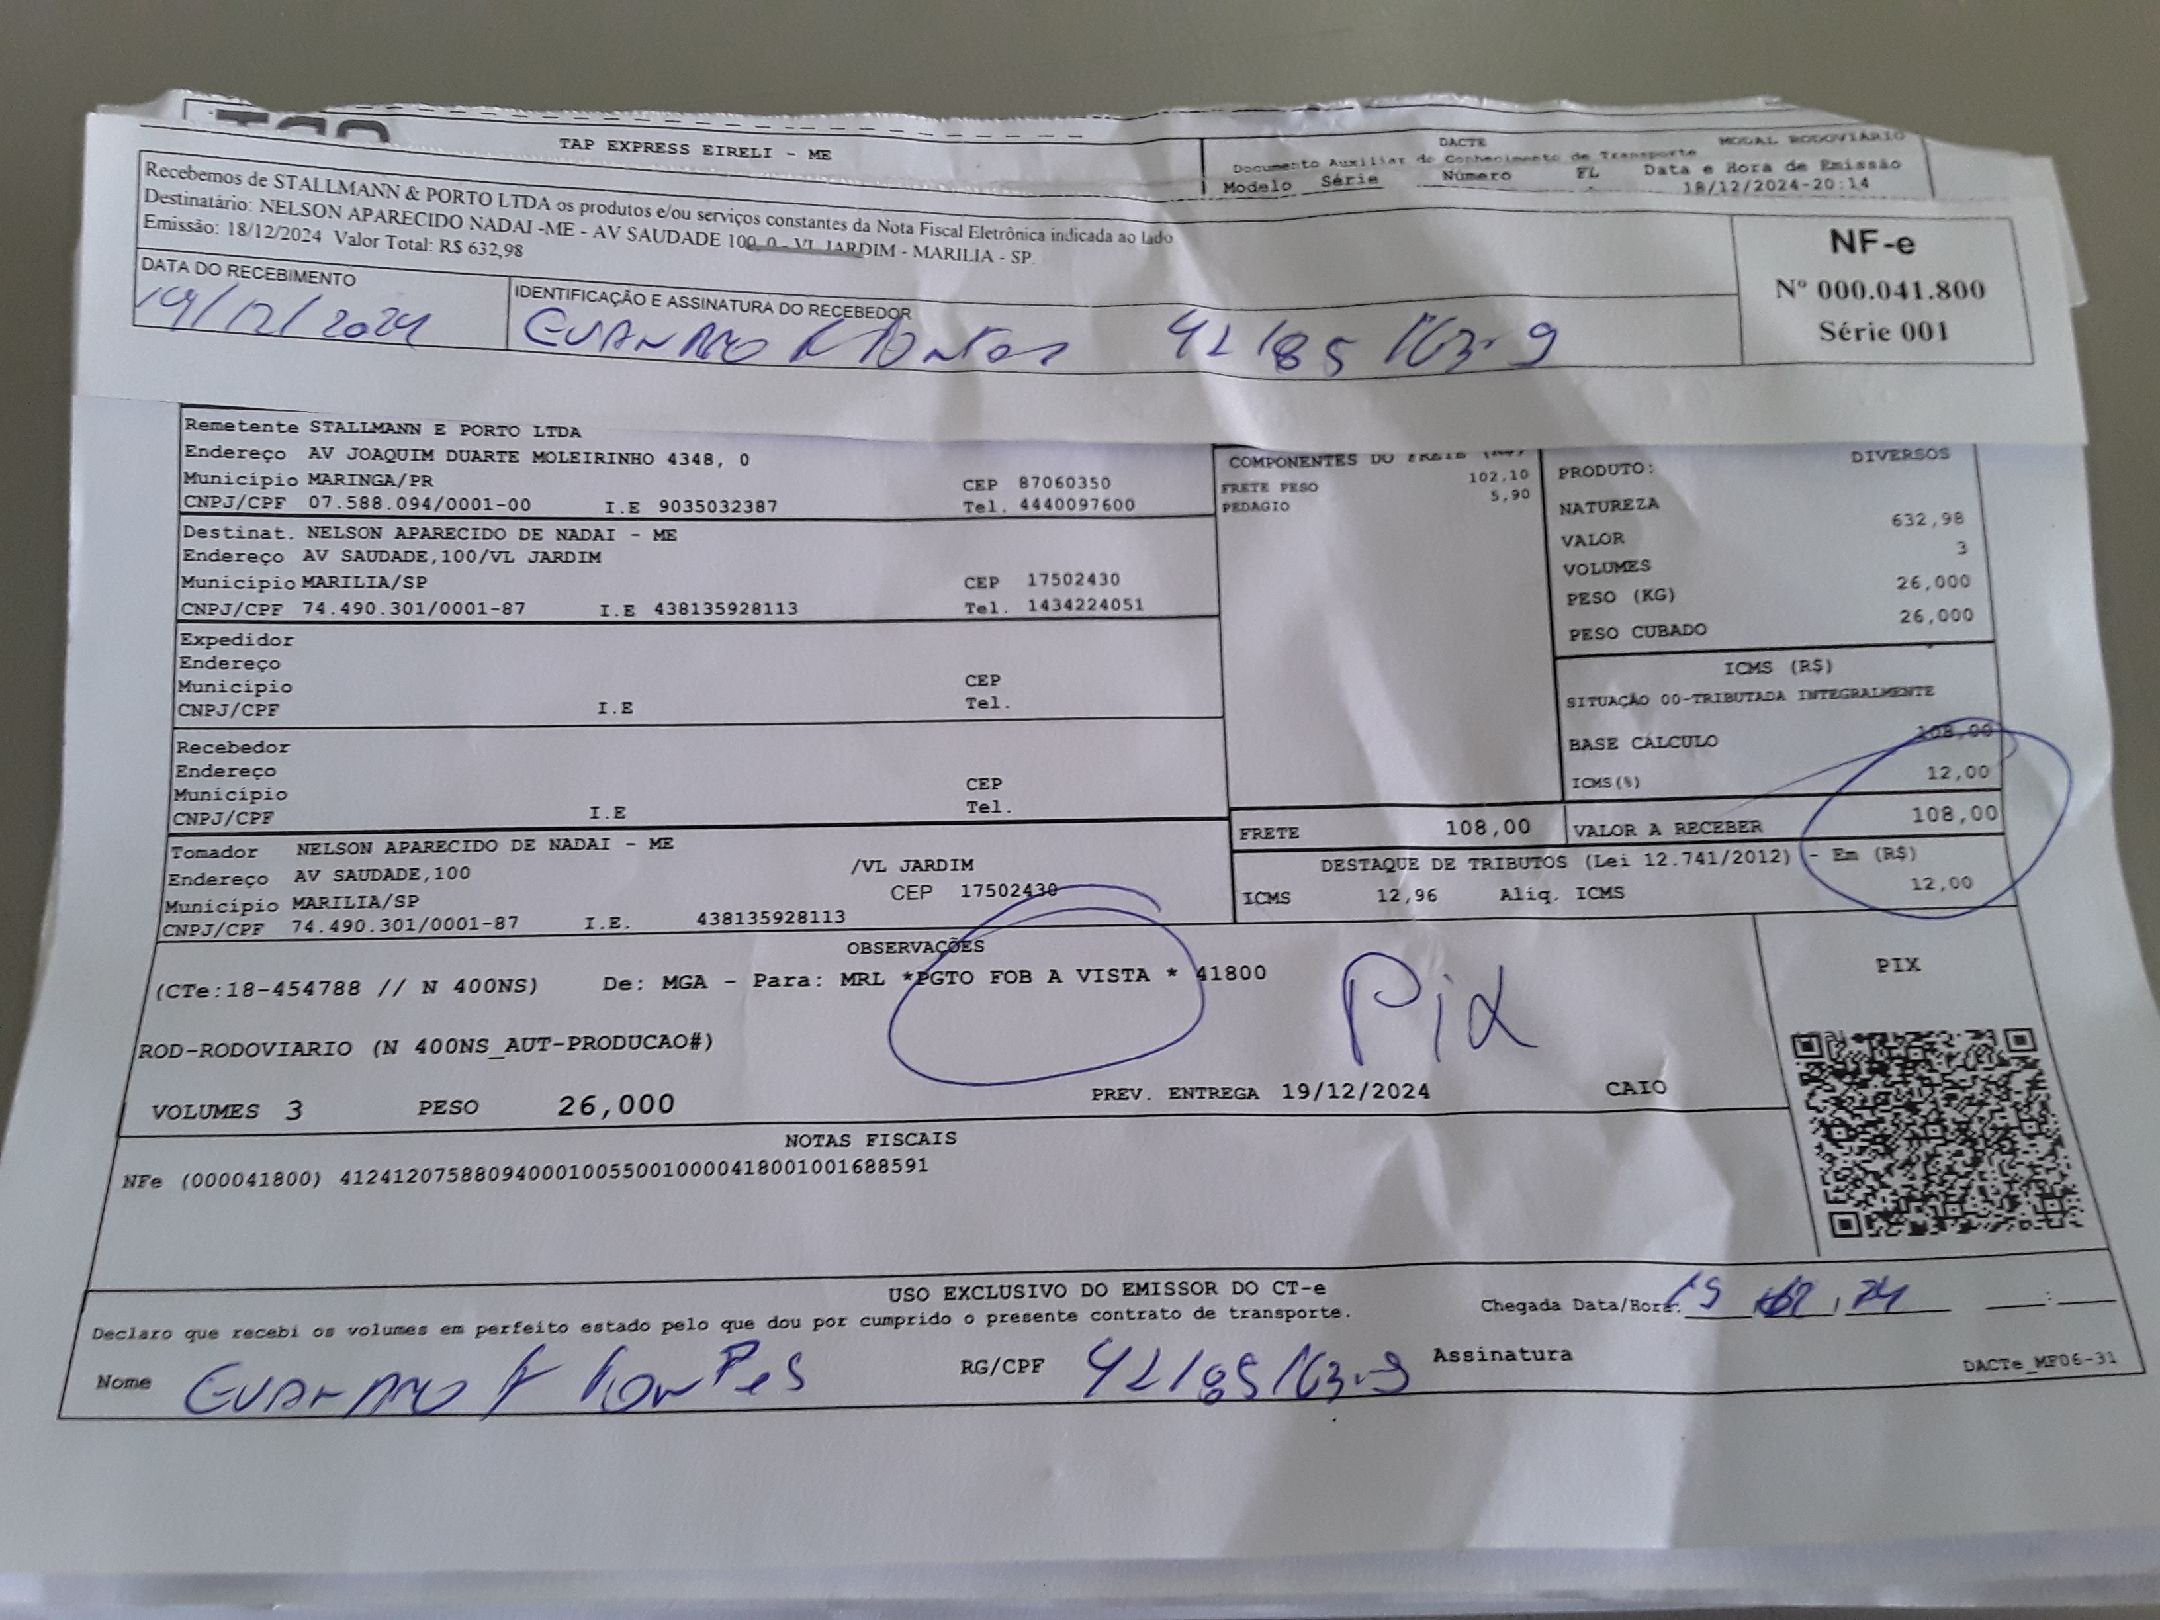 TAP EXPRESS EIRELI - ME
DACTE
MODAL RODOVIÁRIO
Documento Auxiliar do Conhecimento de Transporte
Modelo Série Número FL Data e Hora de Emissão
18/12/2024-20:14
Recebemos de STALLMANN & PORTO LTDA os produtos e/ou serviços constantes da Nota Fiscal Eletrônica indicada ao lado
Destinatário: NELSON APARECIDO NADAI -ME - AV SAUDADE 100, 0 - VL JARDIM - MARILIA - SP.
Emissão: 18/12/2024 Valor Total: R$ 632,98
NF-e
Nº 000.041.800
Série 001
DATA DO RECEBIMENTO
19/12/2024
IDENTIFICAÇÃO E ASSINATURA DO RECEBEDOR
Remetente STALLMANN E PORTO LTDA
Endereço AV JOAQUIM DUARTE MOLEIRINHO 4348, 0
Município MARINGA/PR CEP 87060350
CNPJ/CPF 07.588.094/0001-00 I.E 9035032387 Tel. 4440097600
Destinat. NELSON APARECIDO DE NADAI - ME
Endereço AV SAUDADE,100/VL JARDIM
Município MARILIA/SP CEP 17502430
CNPJ/CPF 74.490.301/0001-87 I.E 438135928113 Tel. 1434224051
Expedidor
Endereço
Município CEP
CNPJ/CPF I.E Tel.
Recebedor
Endereço
Município CEP
CNPJ/CPF I.E Tel.
Tomador NELSON APARECIDO DE NADAI - ME
Endereço AV SAUDADE,100 /VL JARDIM
Município MARILIA/SP CEP 17502430
CNPJ/CPF 74.490.301/0001-87 I.E. 438135928113
COMPONENTES DO FRETE
FRETE PESO 102,10
PEDAGIO 5,90
PRODUTO: DIVERSOS
NATUREZA
VALOR 632,98
VOLUMES 3
PESO (KG) 26,000
PESO CUBADO 26,000
ICMS (R$)
SITUAÇÃO 00-TRIBUTADA INTEGRALMENTE
BASE CÁLCULO 108,00
ICMS(%) 12,00
FRETE 108,00 VALOR A RECEBER 108,00
DESTAQUE DE TRIBUTOS (Lei 12.741/2012) - Em (R$)
ICMS 12,96 Aliq. ICMS 12,00
OBSERVAÇÕES
(CTe:18-454788 // N 400NS) De: MGA - Para: MRL *PGTO FOB A VISTA * 41800
Pix
PIX
ROD-RODOVIARIO (N 400NS_AUT-PRODUCAO#)
VOLUMES 3 PESO 26,000 PREV. ENTREGA 19/12/2024 CAIO
NOTAS FISCAIS
NFe (000041800) 41241207588094000100550010000418001001688591
USO EXCLUSIVO DO EMISSOR DO CT-e
Declaro que recebi os volumes em perfeito estado pelo que dou por cumprido o presente contrato de transporte.
Chegada Data/Hora:
Nome RG/CPF Assinatura
DACTe_MF06-31